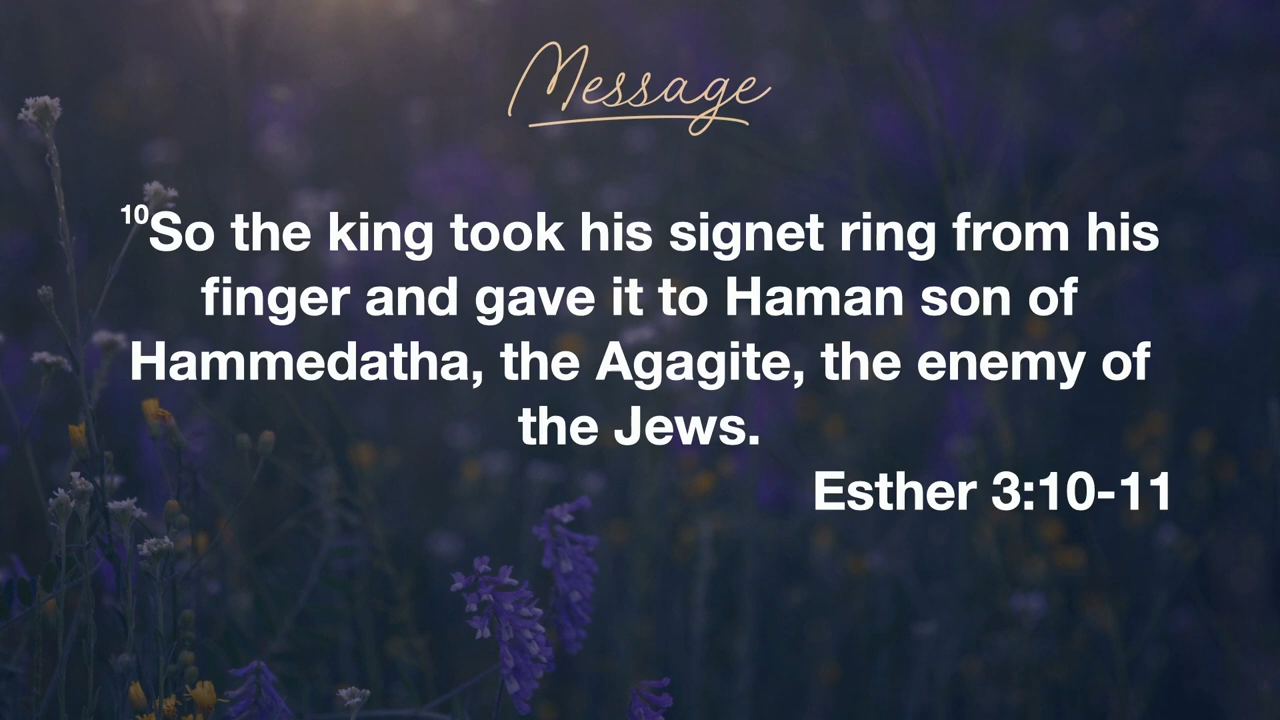 Message
10So the king took his signet ring from his
finger and gave it to Haman son of
Hammedatha, the Agagite, the enemy of
the Jews.
Esther 3:10-11